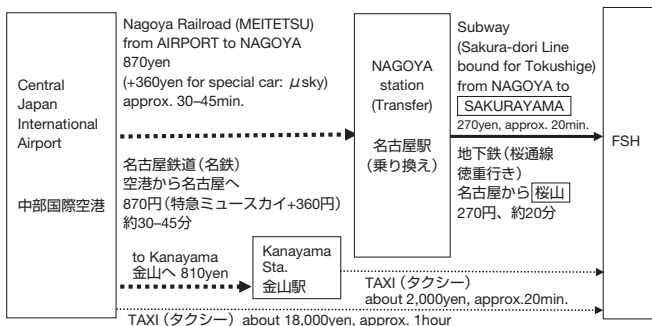 Central
Japan
International
Airport
中部国際空港
Nagoya Railroad (MEITETSU)
from AIRPORT to NAGOYA
870yen
(+360yen for special car: μsky)
approx. 30–45min.
名古屋鉄道（名鉄）
空港から名古屋へ
870円（特急ミュースカイ+360円）
約30–45分
NAGOYA
station
(Transfer)
名古屋駅
（乗り換え）
Subway
(Sakura-dori Line
bound for Tokushige)
from NAGOYA to
SAKURAYAMA
270yen, approx. 20min.
地下鉄（桜通線
徳重行き）
名古屋から桜山
270円、約20分
FSH
to Kanayama
金山へ 810yen
Kanayama
Sta.
金山駅
TAXI（タクシー）
about 2,000yen, approx.20min.
TAXI（タクシー）about 18,000yen, approx. 1hour